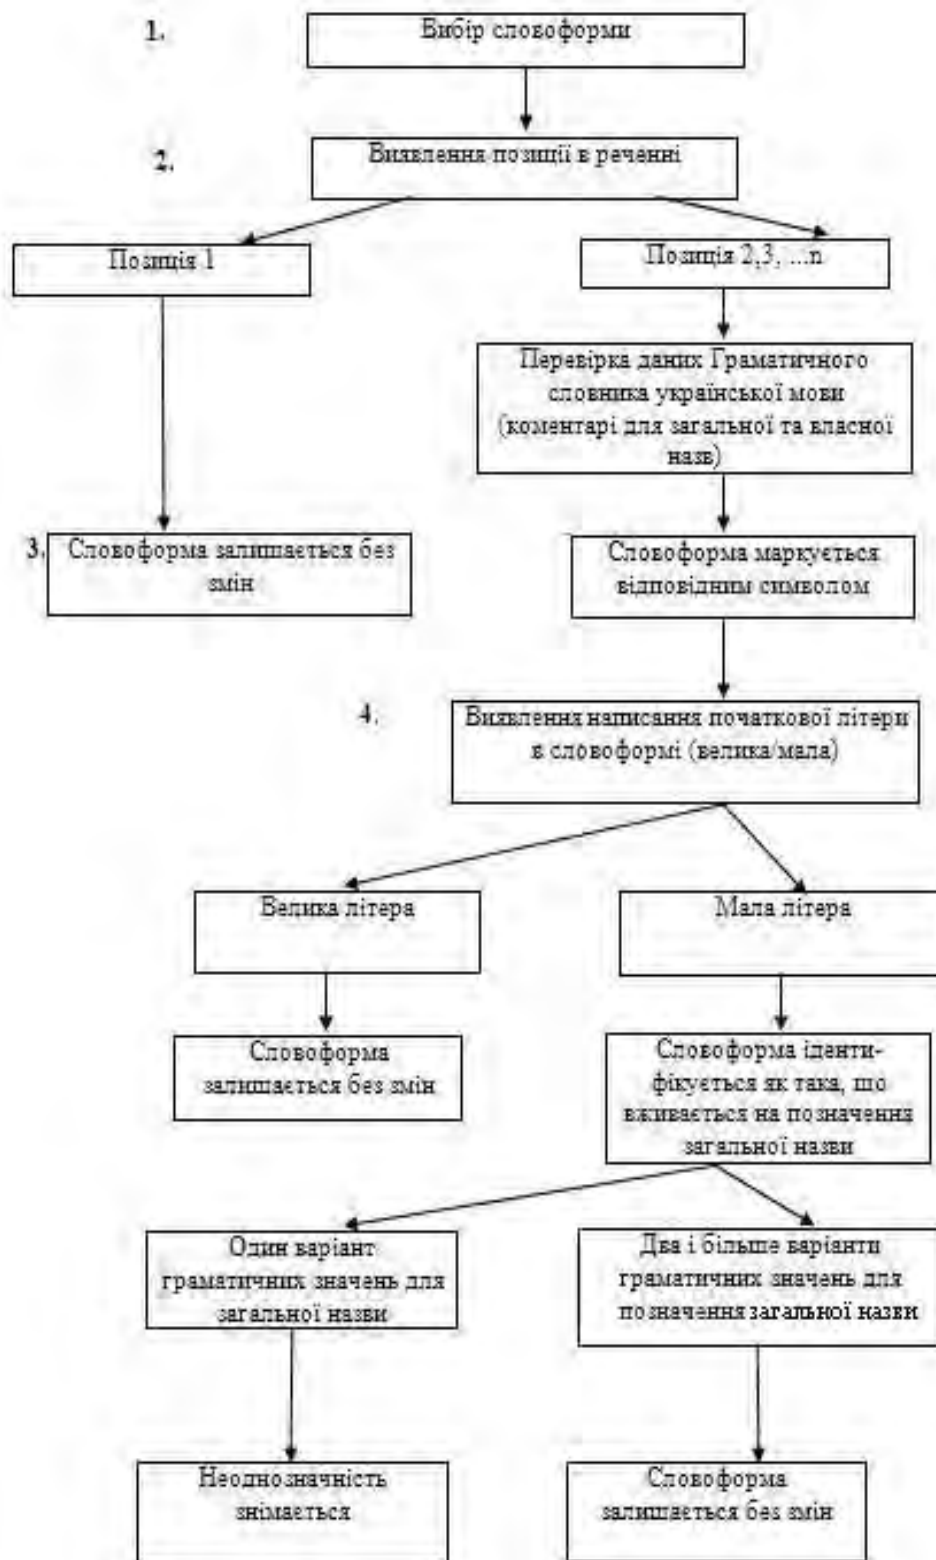 1.
Вибір словоформи
2.
Виявлення позиції в реченні
Позиція 1
Позиція 2,3,…n
Перевірка даних Граматичного
словника української мови
(коментарі для загальної та власної
назв)
3.
Словоформа залишається без
змін
Словоформа маркується
відповідним символом
4.
Виявлення написання початкової літери
в словоформі (велика/мала)
Велика літера
Мала літера
Словоформа
залишається без змін
Словоформа іденти-
фікується як така, що
вживається на позначення
загальної назви
Один варіант
граматичних значень для
загальної назви
Два і більше варіанти
граматичних значень для
позначення загальної назви
Неоднозначність
знімається
Словоформа
залишається без змін